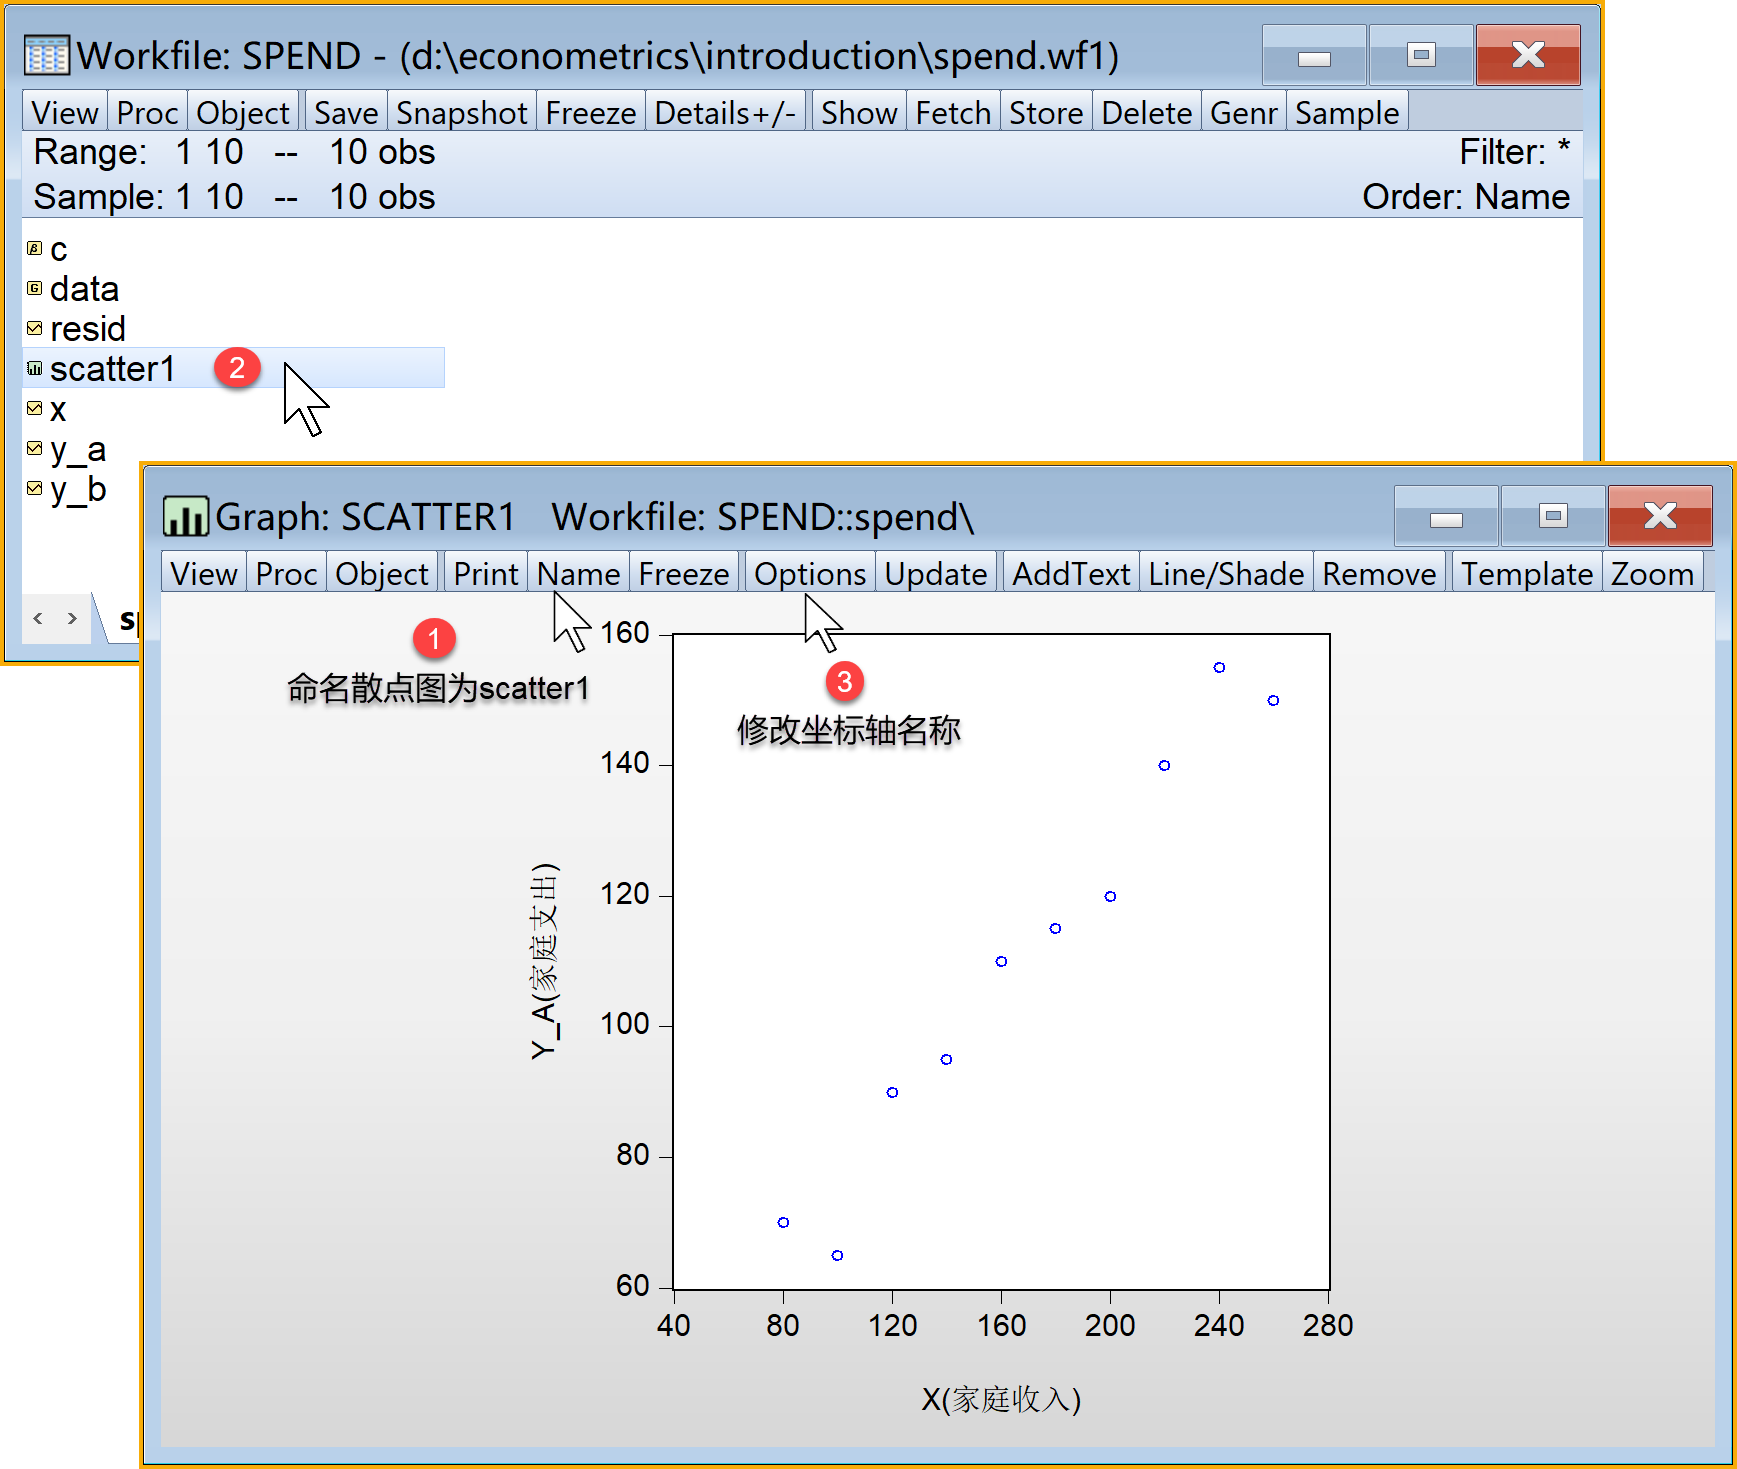 Workfile: SPEND - (d:\econometrics\introduction\spend.wf1)
View Proc Object Save Snapshot Freeze Details+/- Show Fetch Store Delete Genr Sample
Range: 1 10 -- 10 obs Filter: *
Sample: 1 10 -- 10 obs Order: Name
c
data
resid
scatter1 2
x
y_a
y_b
Graph: SCATTER1 Workfile: SPEND::spend\
View Proc Object Print Name Freeze Options Update AddText Line/Shade Remove Template Zoom
1
命名散点图为scatter1
3
修改坐标轴名称
160
140
120
100
80
60
Y_A(家庭支出)
40 80 120 160 200 240 280
X(家庭收入)